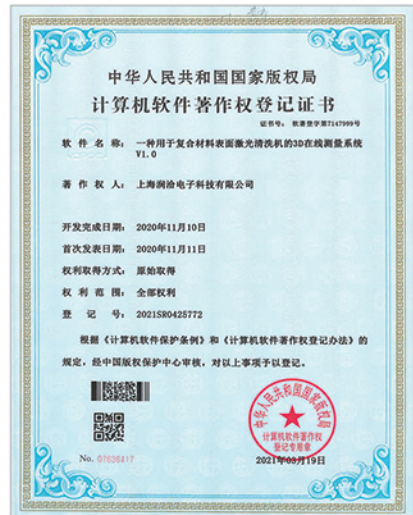 中华人民共和国国家版权局
计算机软件著作权登记证书
证书号： 软著登字第7147999号
软件名称： 一种用于复合材料表面激光清洗机的3D在线测量系统
V1.0
著作权人： 上海润洽电子科技有限公司
开发完成日期： 2020年11月10日
首次发表日期： 2020年11月11日
权利取得方式： 原始取得
权利范围： 全部权利
登记号： 2021SR0425772
根据《计算机软件保护条例》和《计算机软件著作权登记办法》的
规定，经中国版权保护中心审核，对以上事项予以登记。
中华人民共和国国家版权局
计算机软件著作权
登记专用章
No. 07636417
2021年03月19日